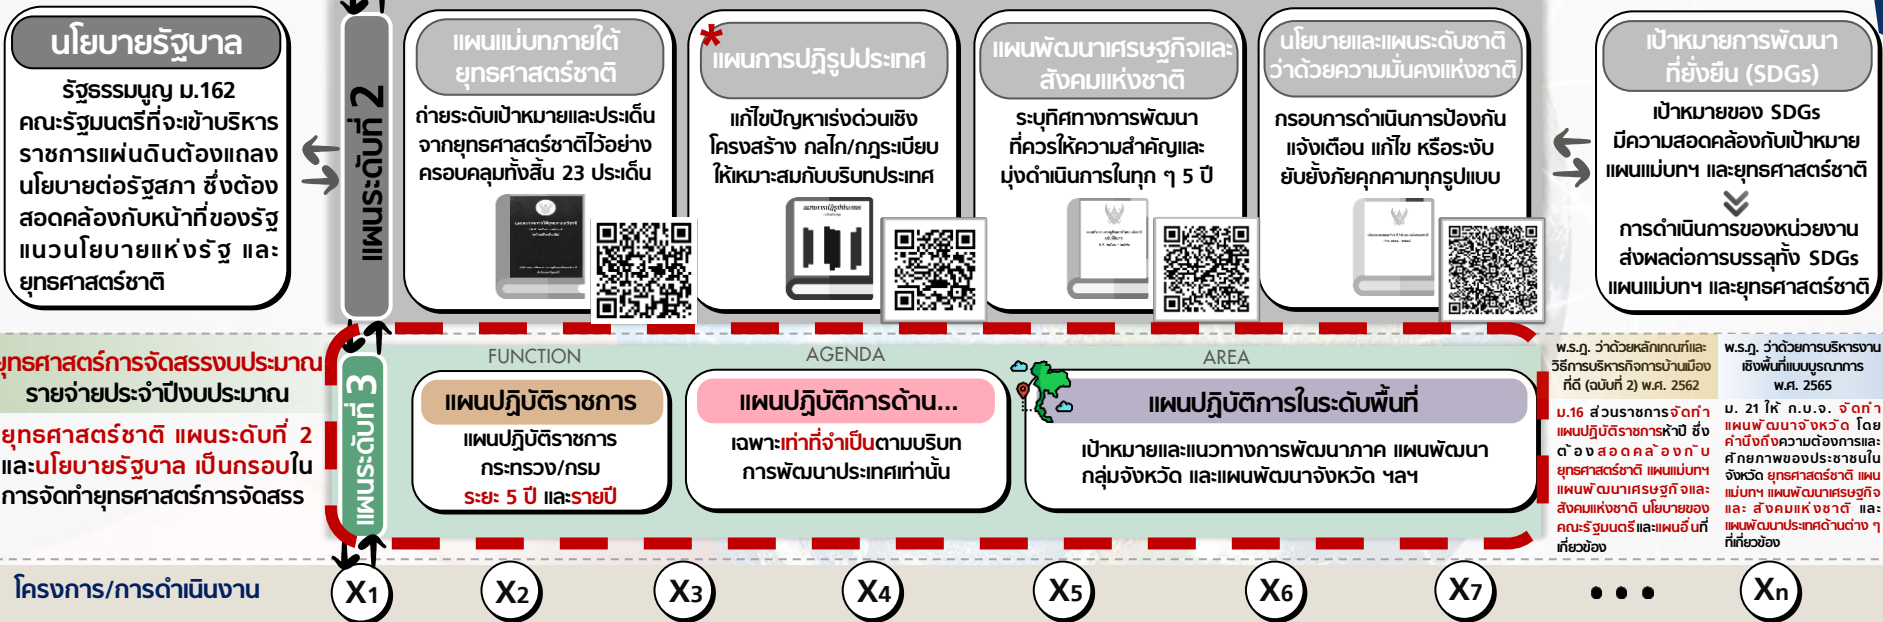 นโยบายรัฐบาล
รัฐธรรมนูญ ม.162
คณะรัฐมนตรีที่จะเข้าบริหาร
ราชการแผ่นดินต้องแถลง
นโยบายต่อรัฐสภา ซึ่งต้อง
สอดคล้องกับหน้าที่ของรัฐ
แนวนโยบายแห่งรัฐ และ
ยุทธศาสตร์ชาติ
แผนระดับที่ 2
แผนแม่บทภายใต้
ยุทธศาสตร์ชาติ
ถ่ายระดับเป้าหมายและประเด็น
จากยุทธศาสตร์ชาติไว้อย่าง
ครอบคลุมทั้งสิ้น 23 ประเด็น
*
แผนการปฏิรูปประเทศ
แก้ไขปัญหาเร่งด่วนเชิง
โครงสร้าง กลไก/กฎระเบียบ
ให้เหมาะสมกับบริบทประเทศ
แผนพัฒนาเศรษฐกิจและ
สังคมแห่งชาติ
ระบุทิศทางการพัฒนา
ที่ควรให้ความสำคัญและ
มุ่งดำเนินการในทุก ๆ 5 ปี
นโยบายและแผนระดับชาติ
ว่าด้วยความมั่นคงแห่งชาติ
กรอบการดำเนินการป้องกัน
แจ้งเตือน แก้ไข หรือระงับ
ยับยั้งภัยคุกคามทุกรูปแบบ
เป้าหมายการพัฒนา
ที่ยั่งยืน (SDGs)
เป้าหมายของ SDGs
มีความสอดคล้องกับเป้าหมาย
แผนแม่บทฯ และยุทธศาสตร์ชาติ
การดำเนินการของหน่วยงาน
ส่งผลต่อการบรรลุทั้ง SDGs
แผนแม่บทฯ และยุทธศาสตร์ชาติ
ยุทธศาสตร์การจัดสรรงบประมาณ
รายจ่ายประจำปีงบประมาณ
ยุทธศาสตร์ชาติ แผนระดับที่ 2
และนโยบายรัฐบาล เป็นกรอบใน
การจัดทำยุทธศาสตร์การจัดสรร
แผนระดับที่ 3
FUNCTION
แผนปฏิบัติราชการ
แผนปฏิบัติราชการ
กระทรวง/กรม
ระยะ 5 ปี และรายปี
AGENDA
แผนปฏิบัติการด้าน...
เฉพาะเท่าที่จำเป็นตามบริบท
การพัฒนาประเทศเท่านั้น
AREA
แผนปฏิบัติการในระดับพื้นที่
เป้าหมายและแนวทางการพัฒนาภาค แผนพัฒนา
กลุ่มจังหวัด และแผนพัฒนาจังหวัด ฯลฯ
พ.ร.ฎ. ว่าด้วยหลักเกณฑ์และ
วิธีการบริหารกิจการบ้านเมือง
ที่ดี (ฉบับที่ 2) พ.ศ. 2562
ม.16 ส่วนราชการจัดทำ
แผนปฏิบัติราชการห้าปี ซึ่ง
ต้องสอดคล้องกับ
ยุทธศาสตร์ชาติ แผนแม่บทฯ
แผนพัฒนาเศรษฐกิจและ
สังคมแห่งชาติ นโยบายของ
คณะรัฐมนตรีและแผนอื่นที่
เกี่ยวข้อง
พ.ร.ฎ. ว่าด้วยการบริหารงาน
เชิงพื้นที่แบบบูรณาการ
พ.ศ. 2565
ม. 21 ให้ ก.บ.จ. จัดทำ
แผนพัฒนาจังหวัด โดย
คำนึงถึงความต้องการและ
ศักยภาพของประชาชนใน
จังหวัด ยุทธศาสตร์ชาติ แผน
แม่บทฯ แผนพัฒนาเศรษฐกิจ
และ สังคมแห่งชาติ และ
แผนพัฒนาประเทศด้านต่าง ๆ
ที่เกี่ยวข้อง
โครงการ/การดำเนินงาน
X1 X2 X3 X4 X5 X6 X7 ... Xn